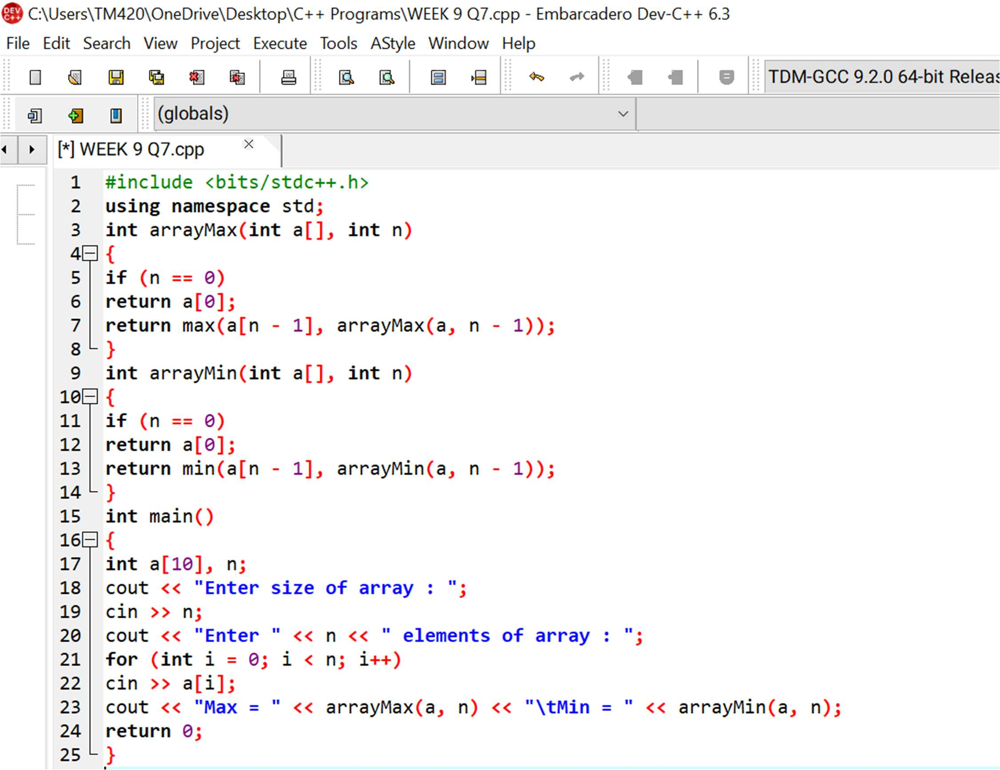 DEV C++ C:\Users\TM420\OneDrive\Desktop\C++ Programs\WEEK 9 Q7.cpp - Embarcadero Dev-C++ 6.3
File Edit Search View Project Execute Tools AStyle Window Help
TDM-GCC 9.2.0 64-bit Releas
(globals)
[*] WEEK 9 Q7.cpp
1 #include <bits/stdc++.h>
2 using namespace std;
3 int arrayMax(int a[], int n)
4 {
5 if (n == 0)
6 return a[0];
7 return max(a[n - 1], arrayMax(a, n - 1));
8 }
9 int arrayMin(int a[], int n)
10 {
11 if (n == 0)
12 return a[0];
13 return min(a[n - 1], arrayMin(a, n - 1));
14 }
15 int main()
16 {
17 int a[10], n;
18 cout << "Enter size of array : ";
19 cin >> n;
20 cout << "Enter " << n << " elements of array : ";
21 for (int i = 0; i < n; i++)
22 cin >> a[i];
23 cout << "Max = " << arrayMax(a, n) << "\tMin = " << arrayMin(a, n);
24 return 0;
25 }